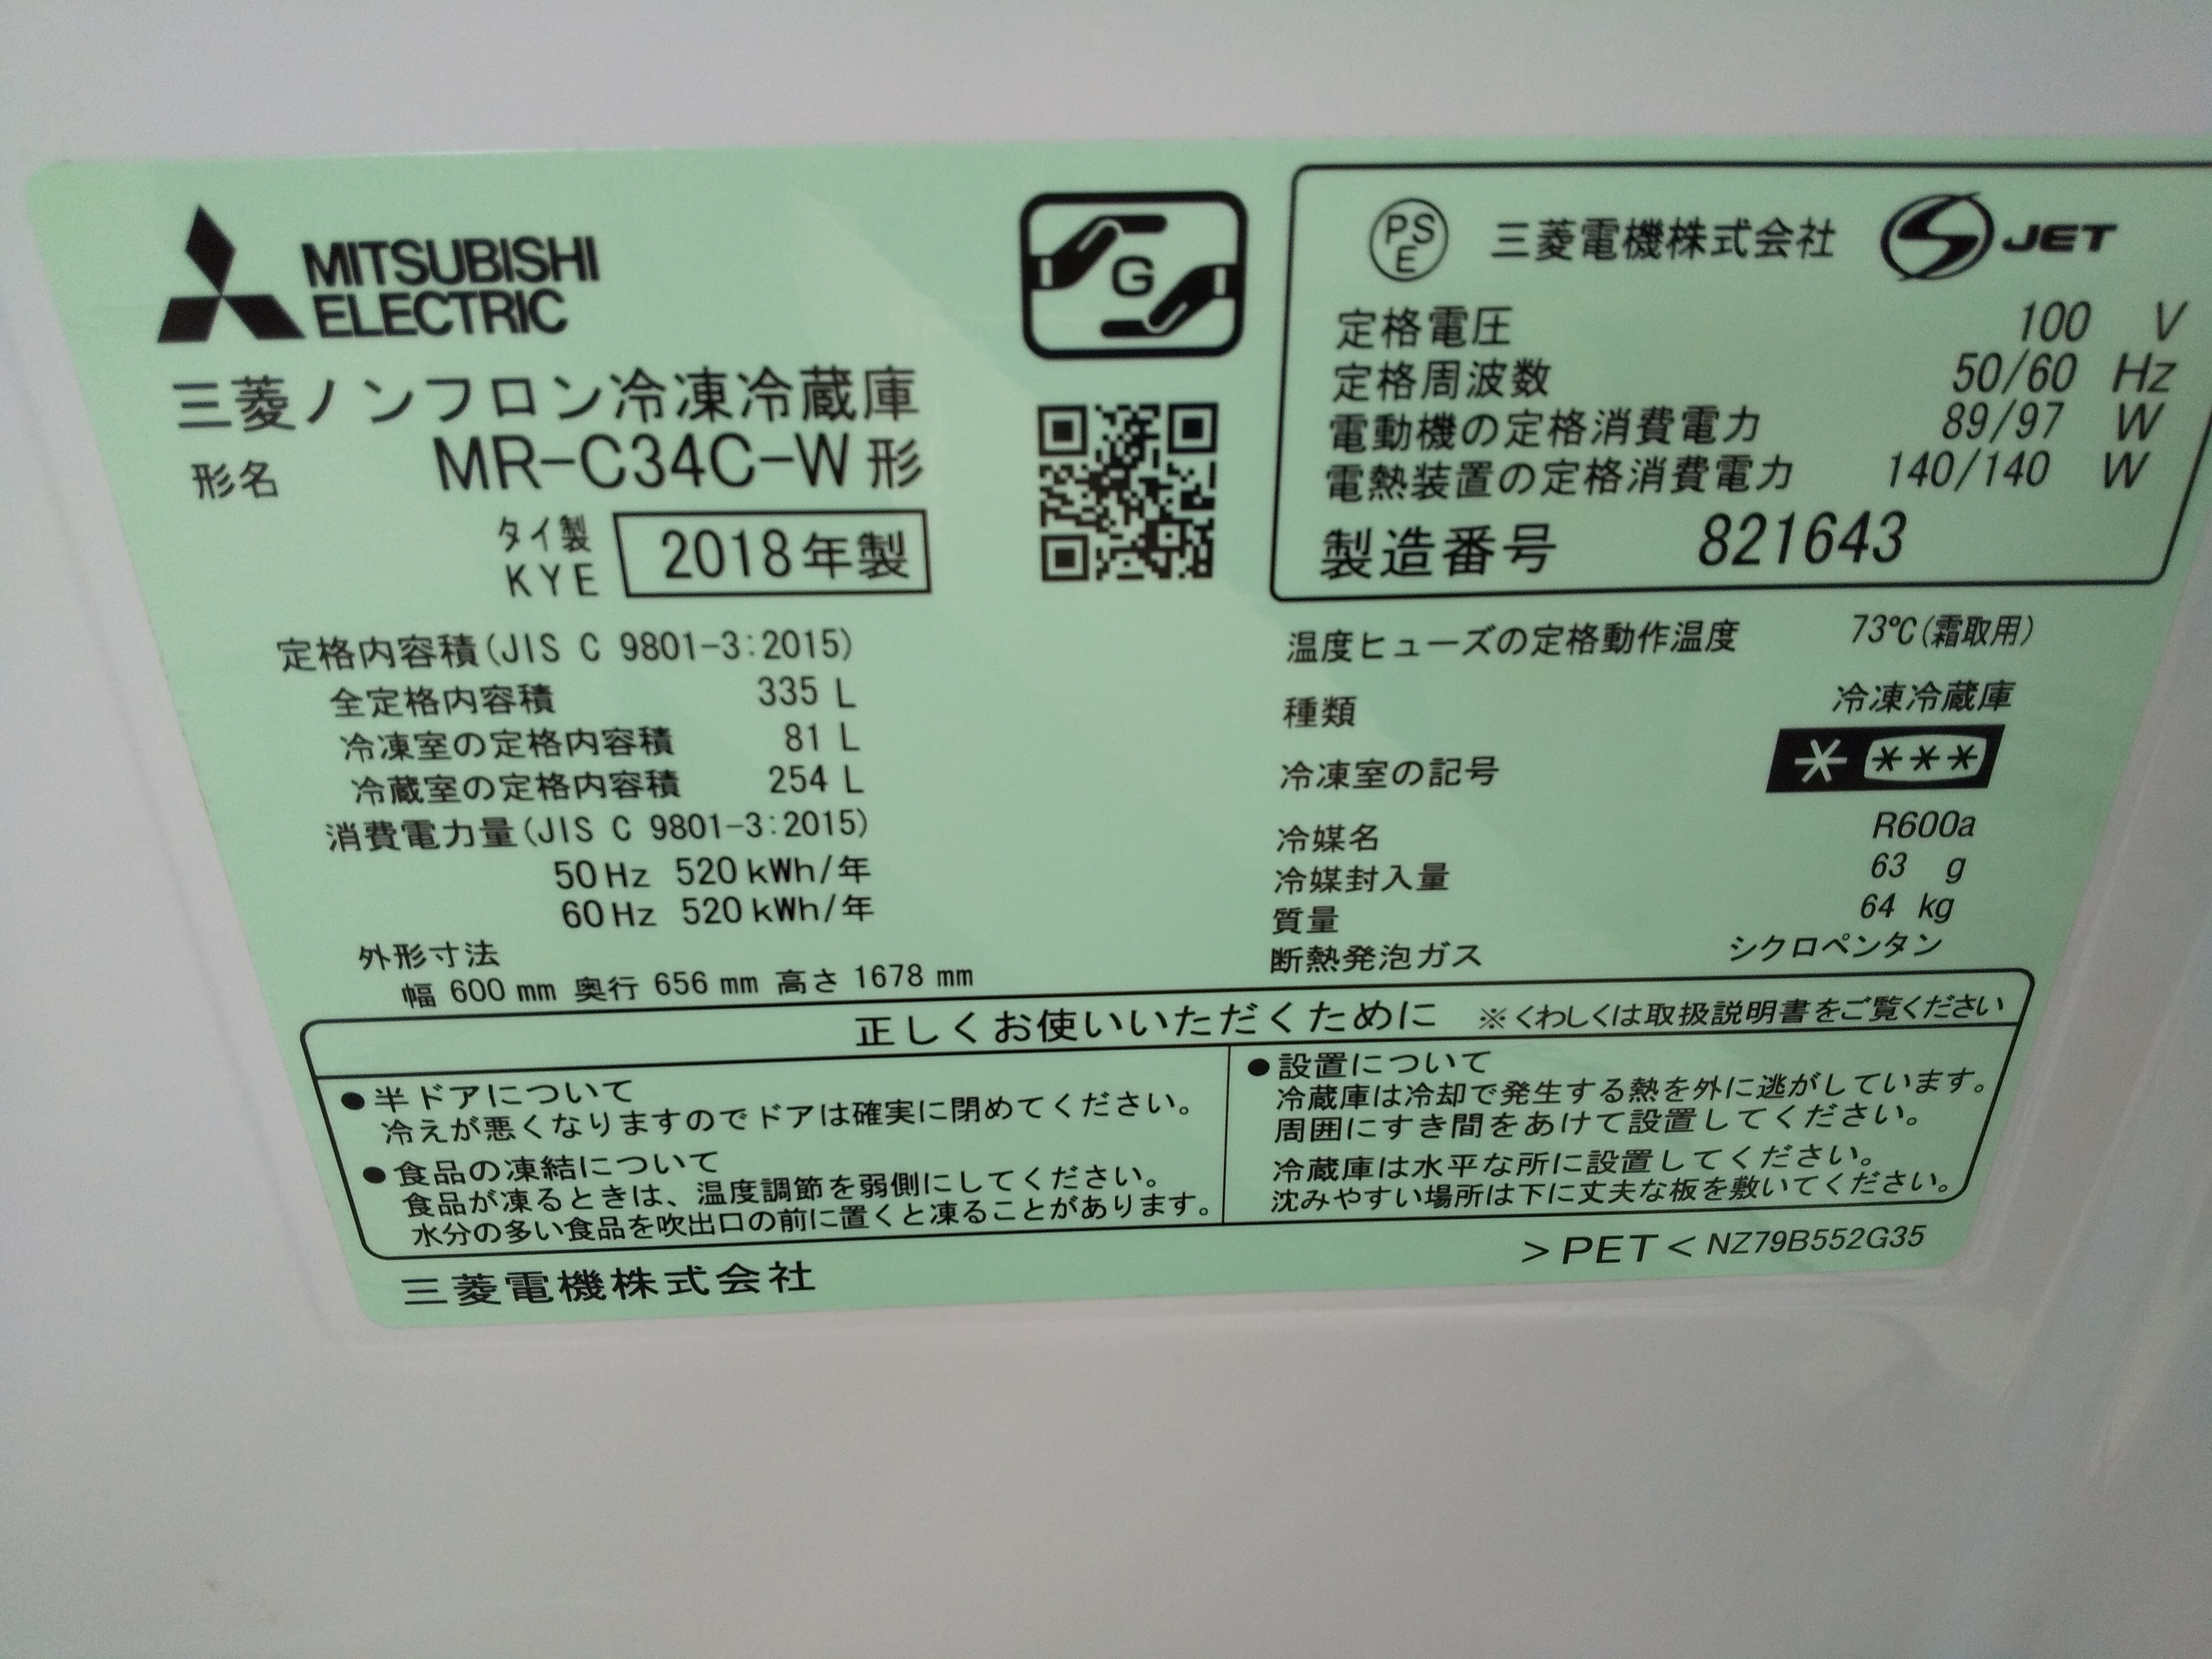 MITSUBISHI
ELECTRIC
三菱ノンフロン冷凍冷蔵庫
形名 MR-C34C-W 形
タイ製
KYE
2018年製
G
定格内容積(JIS C 9801-3:2015)
全定格内容積 335 L
冷凍室の定格内容積 81 L
冷蔵室の定格内容積 254 L
消費電力量(JIS C 9801-3:2015)
50Hz 520 kWh/年
60Hz 520 kWh/年
外形寸法
幅 600 mm 奥行 656 mm 高さ 1678 mm
PSE 三菱電機株式会社 S JET
定格電圧 100 V
定格周波数 50/60 Hz
電動機の定格消費電力 89/97 W
電熱装置の定格消費電力 140/140 W
製造番号 821643
温度ヒューズの定格動作温度 73℃(霜取用)
種類 冷凍冷蔵庫
冷凍室の記号 * ***
冷媒名 R600a
冷媒封入量 63 g
質量 64 kg
断熱発泡ガス シクロペンタン
正しくお使いいただくために ※くわしくは取扱説明書をご覧ください
●半ドアについて
冷えが悪くなりますのでドアは確実に閉めてください。
●食品の凍結について
食品が凍るときは、温度調節を弱側にしてください。
水分の多い食品を吹出口の前に置くと凍ることがあります。
●設置について
冷蔵庫は冷却で発生する熱を外に逃がしています。
周囲にすき間をあけて設置してください。
冷蔵庫は水平な所に設置してください。
沈みやすい場所は下に丈夫な板を敷いてください。
三菱電機株式会社
>PET< NZ79B552G35